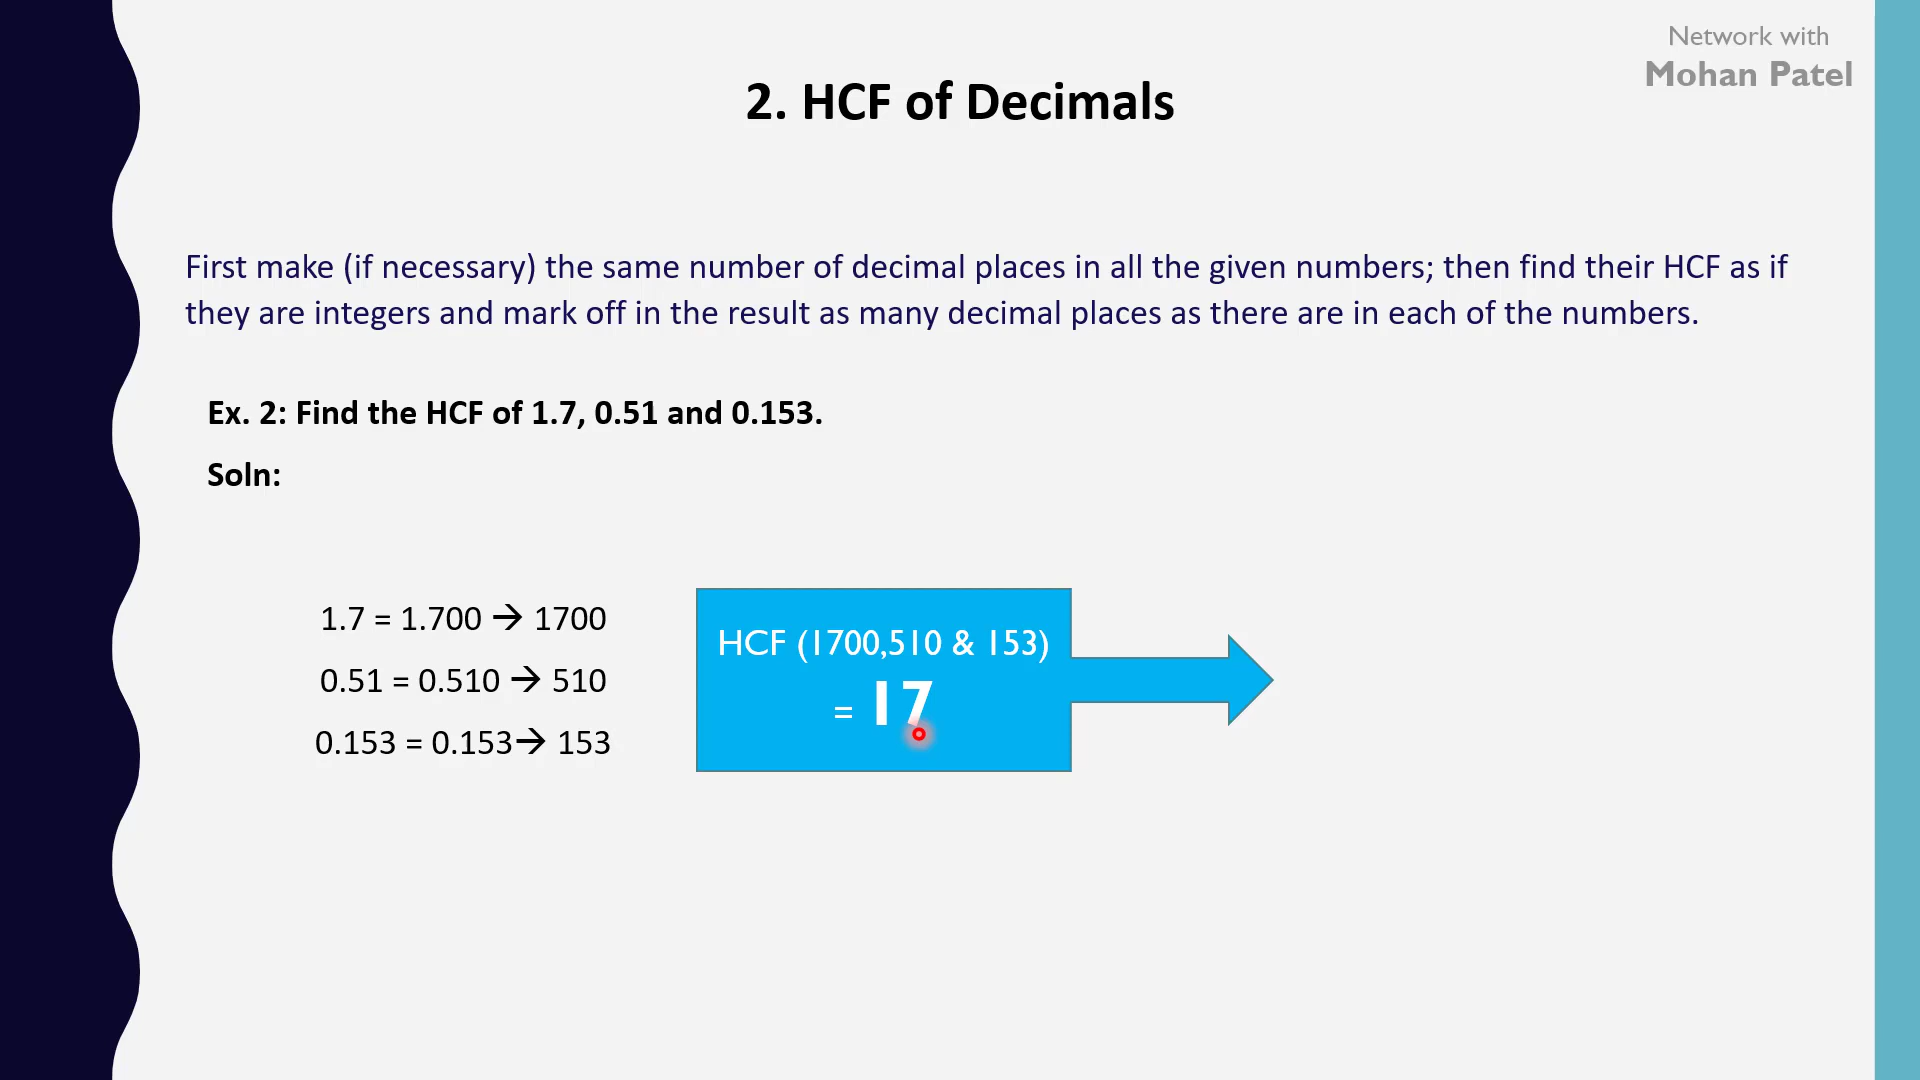 Network with
Mohan Patel
2. HCF of Decimals
First make (if necessary) the same number of decimal places in all the given numbers; then find their HCF as if
they are integers and mark off in the result as many decimal places as there are in each of the numbers.
Ex. 2: Find the HCF of 1.7, 0.51 and 0.153.
Soln:
1.7 = 1.700 → 1700
0.51 = 0.510 → 510
0.153 = 0.153→ 153
HCF (1700,510 & 153)
= 17